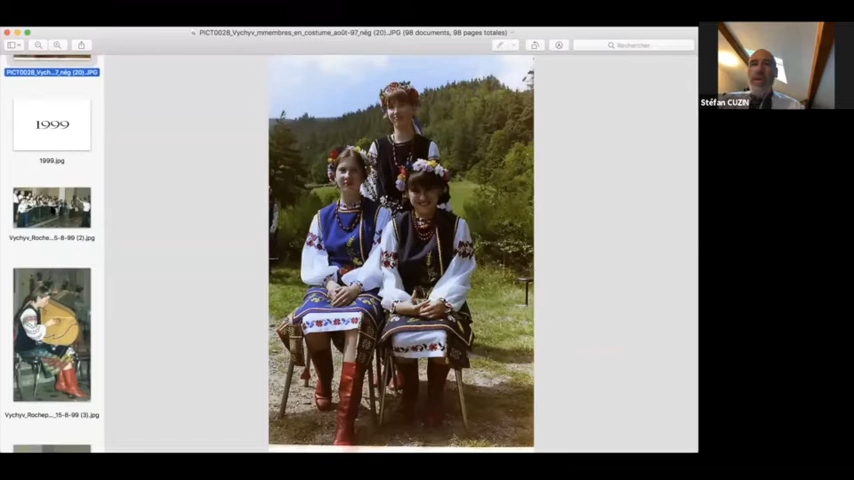 PICT0028_Vychyv_mmembres_en_costume_août-97_nég (20).JPG (98 documents, 98 pages totales)
Rechercher
PICT0028_Vych...7_nég (20).JPG
1999
1999.jpg
Vychyv_Roche...5-8-99 (2).jpg
Vychyv_Rochep..._15-8-99 (3).jpg
Stéfan CUZIN